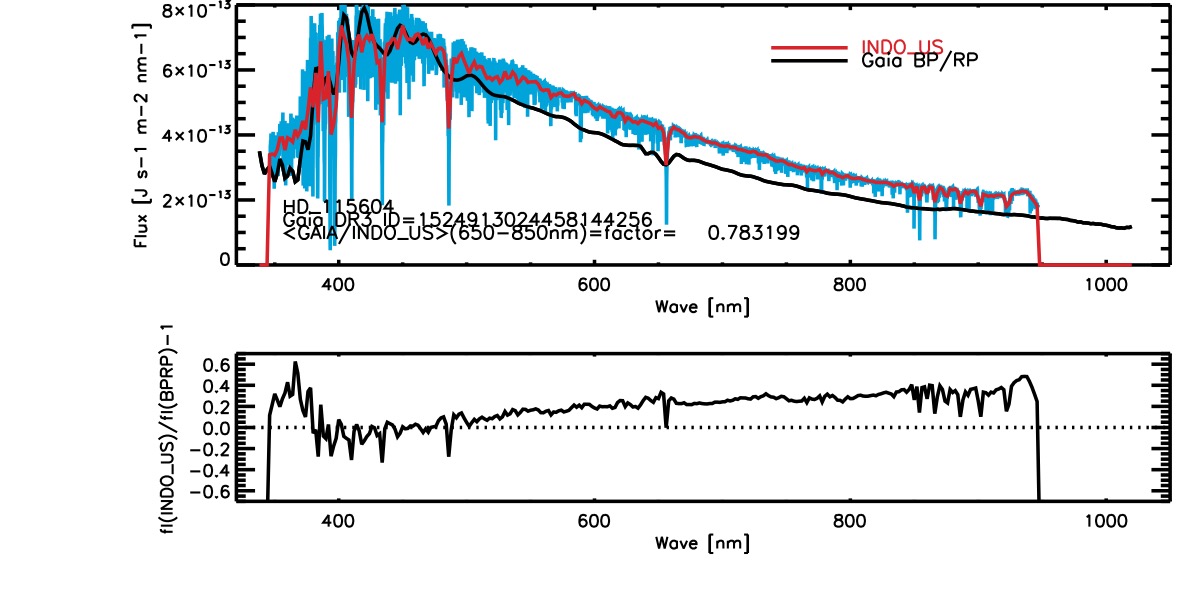 8×10−13
6×10−13
4×10−13
2×10−13
0
Flux [J s−1 m−2 nm−1]
INDO_US
Gaia BP/RP
HD_115604
Gaia DR3 ID=1524913024458144256
<GAIA/INDO_US>(650−850nm)=factor= 0.783199
400 600 800 1000
Wave [nm]
fl(INDO_US)/fl(BPRP)−1
0.6
0.4
0.2
0.0
−0.2
−0.4
−0.6
400 600 800 1000
Wave [nm]